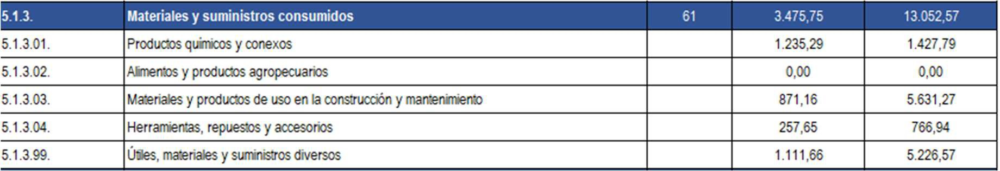 5.1.3. Materiales y suministros consumidos 61 3.475,75 13.052,57
5.1.3.01. Productos químicos y conexos 1.235,29 1.427,79
5.1.3.02. Alimentos y productos agropecuarios 0,00 0,00
5.1.3.03. Materiales y productos de uso en la construcción y mantenimiento 871,16 5.631,27
5.1.3.04. Herramientas, repuestos y accesorios 257,65 766,94
5.1.3.99. Útiles, materiales y suministros diversos 1.111,66 5.226,57